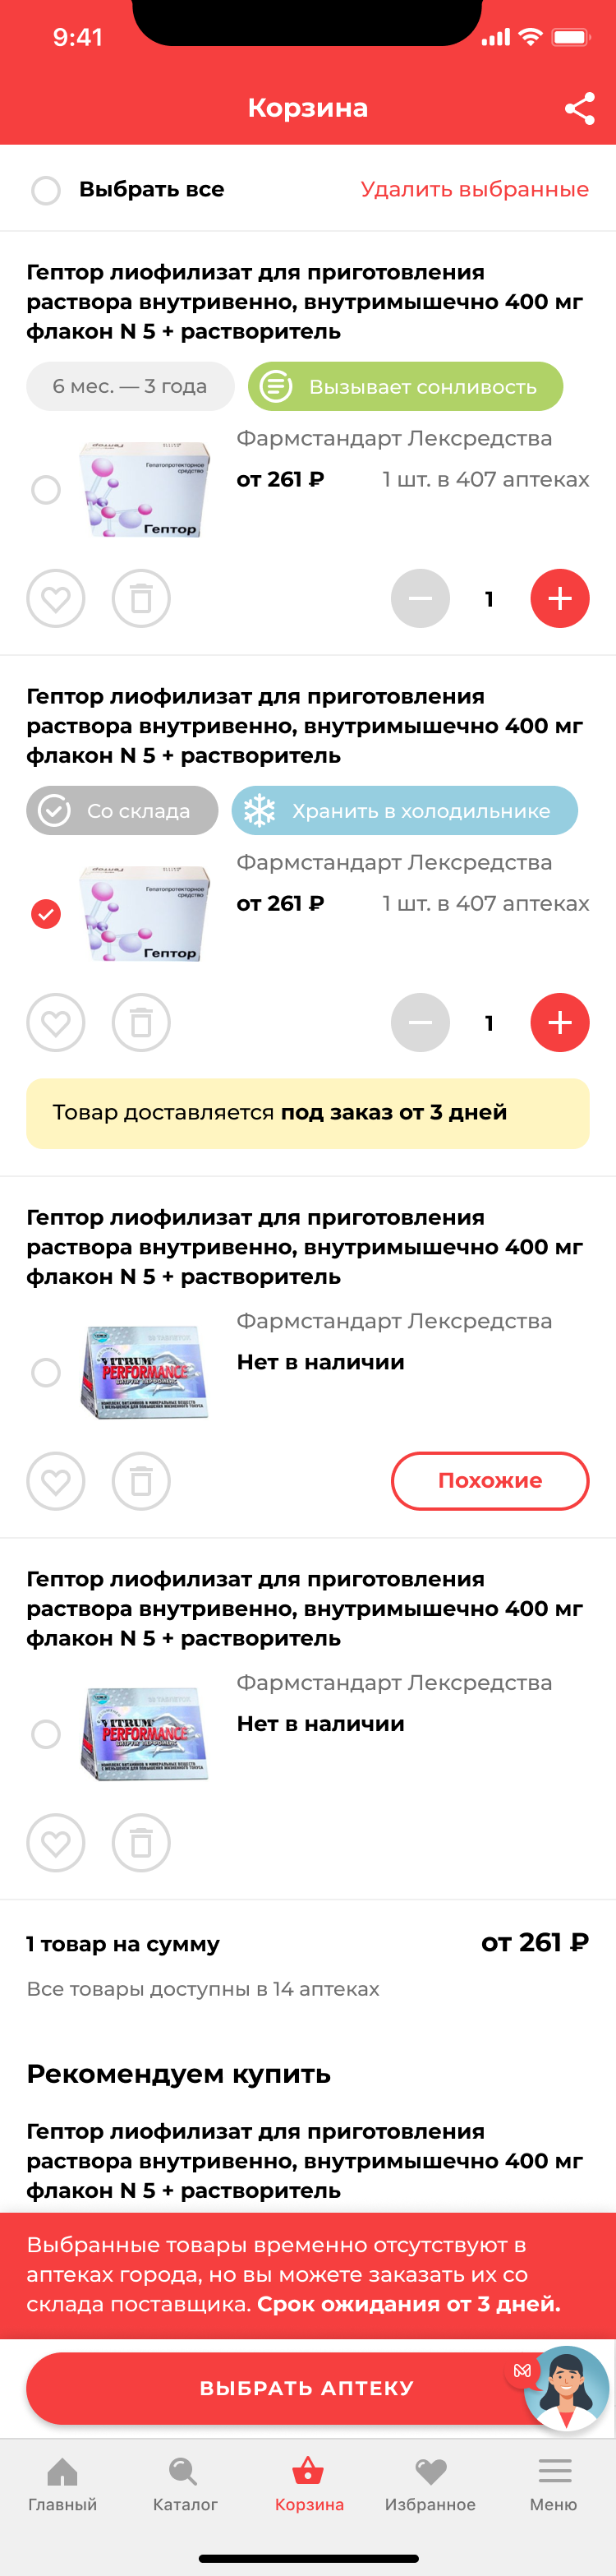 9:41
Корзина
Выбрать все
Удалить выбранные
Гептор лиофилизат для приготовления
раствора внутривенно, внутримышечно 400 мг
флакон N 5 + растворитель
6 мес. — 3 года
Вызывает сонливость
Гепатопротекторное
средство
Гептор
Фармстандарт Лексредства
от 261 ₽
1 шт. в 407 аптеках
1
Гептор лиофилизат для приготовления
раствора внутривенно, внутримышечно 400 мг
флакон N 5 + растворитель
Со склада
Хранить в холодильнике
Гепатопротекторное
средство
Гептор
Фармстандарт Лексредства
от 261 ₽
1 шт. в 407 аптеках
1
Товар доставляется под заказ от 3 дней
Гептор лиофилизат для приготовления
раствора внутривенно, внутримышечно 400 мг
флакон N 5 + растворитель
VITRUM
PERFORMANCE
Фармстандарт Лексредства
Нет в наличии
Похожие
Гептор лиофилизат для приготовления
раствора внутривенно, внутримышечно 400 мг
флакон N 5 + растворитель
VITRUM
PERFORMANCE
Фармстандарт Лексредства
Нет в наличии
1 товар на сумму
от 261 ₽
Все товары доступны в 14 аптеках
Рекомендуем купить
Гептор лиофилизат для приготовления
раствора внутривенно, внутримышечно 400 мг
флакон N 5 + растворитель
Выбранные товары временно отсутствуют в
аптеках города, но вы можете заказать их со
склада поставщика. Срок ожидания от 3 дней.
ВЫБРАТЬ АПТЕКУ
Главный
Каталог
Корзина
Избранное
Меню